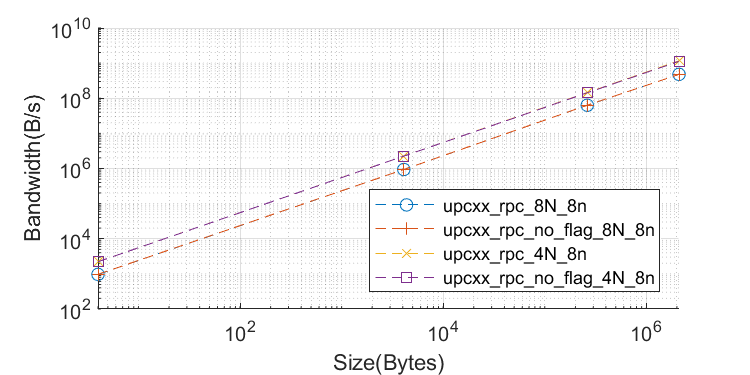 10^10
10^8
10^6
10^4
10^2
Bandwidth(B/s)
upcxx_rpc_8N_8n
upcxx_rpc_no_flag_8N_8n
upcxx_rpc_4N_8n
upcxx_rpc_no_flag_4N_8n
10^2 10^4 10^6
Size(Bytes)